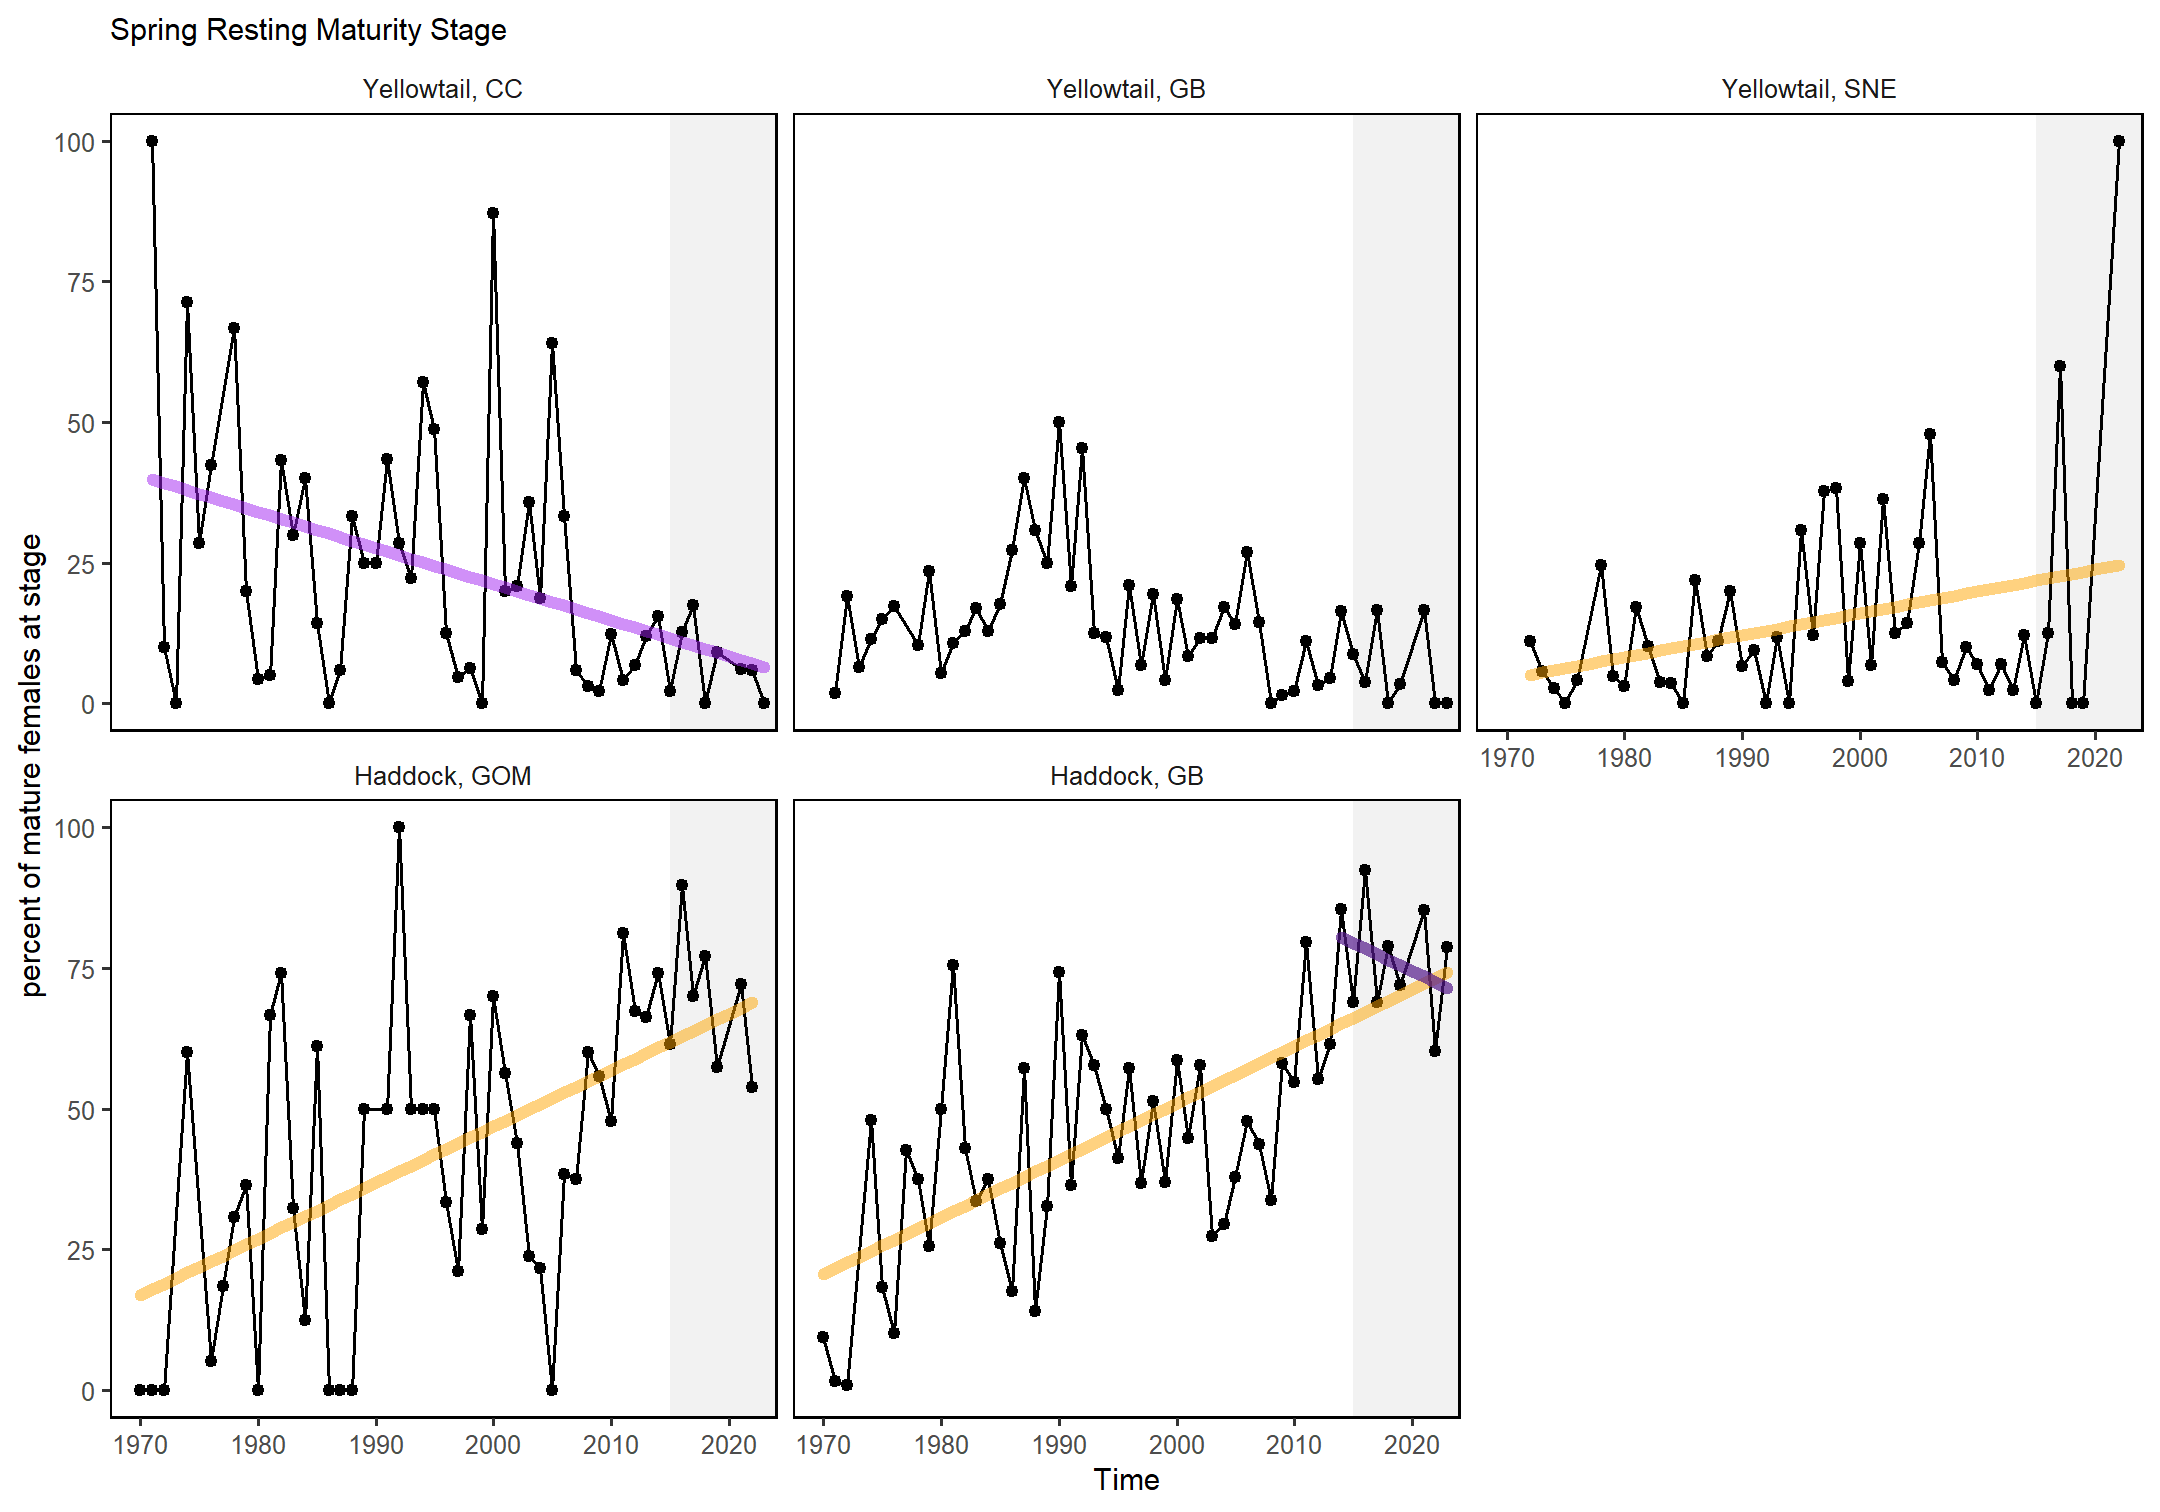 Spring Resting Maturity Stage
Yellowtail, CC
Yellowtail, GB
Yellowtail, SNE
100
75
50
25
0
1970 1980 1990 2000 2010 2020
percent of mature females at stage
Haddock, GOM
Haddock, GB
100
75
50
25
0
1970 1980 1990 2000 2010 2020
1970 1980 1990 2000 2010 2020
Time